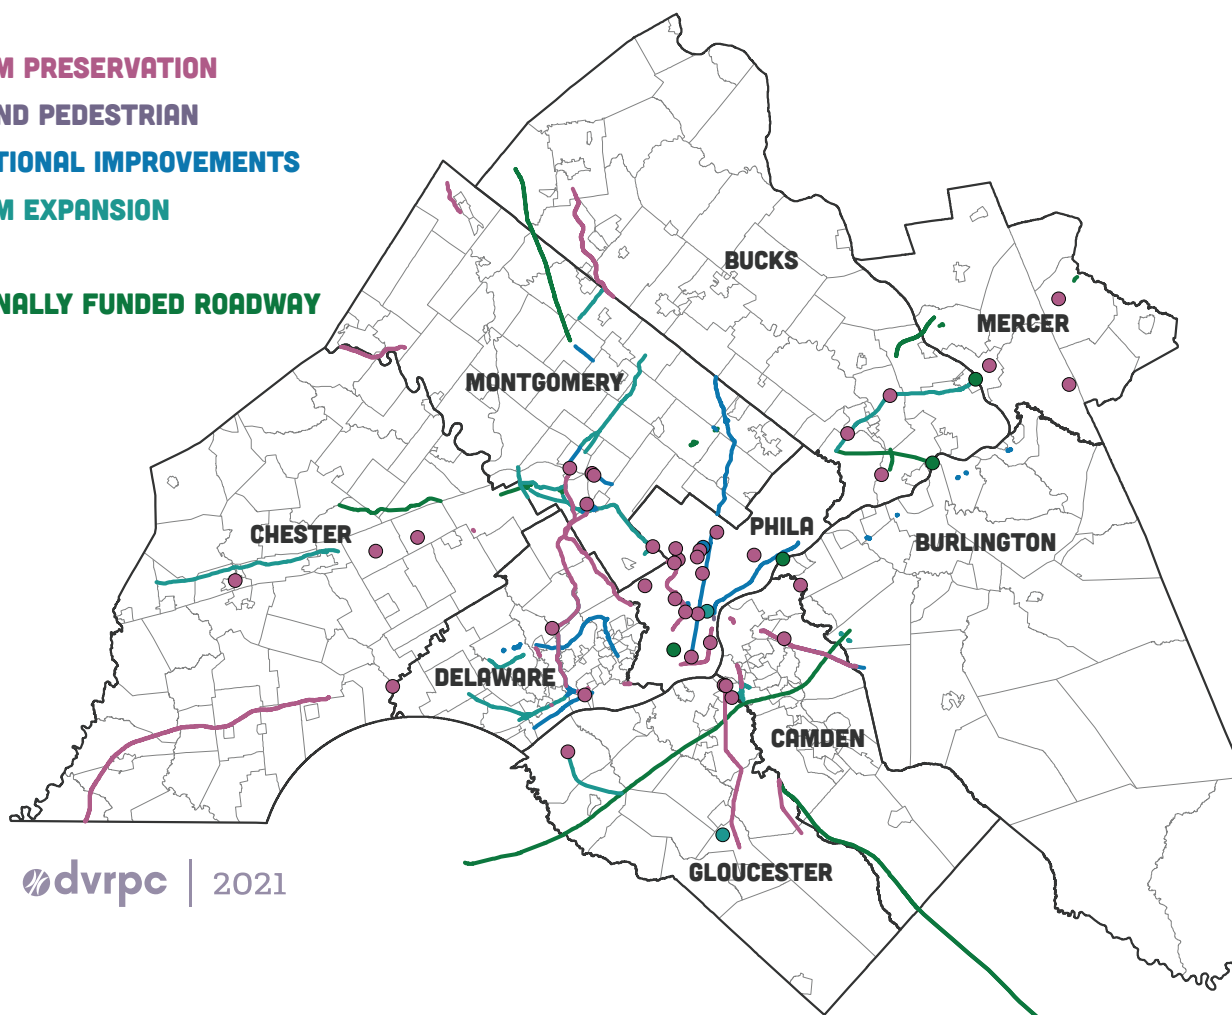 M PRESERVATION
ND PEDESTRIAN
TIONAL IMPROVEMENTS
M EXPANSION
NALLY FUNDED ROADWAY
BUCKS
MERCER
MONTGOMERY
PHILA
CHESTER
BURLINGTON
DELAWARE
CAMDEN
GLOUCESTER
dvrpc | 2021